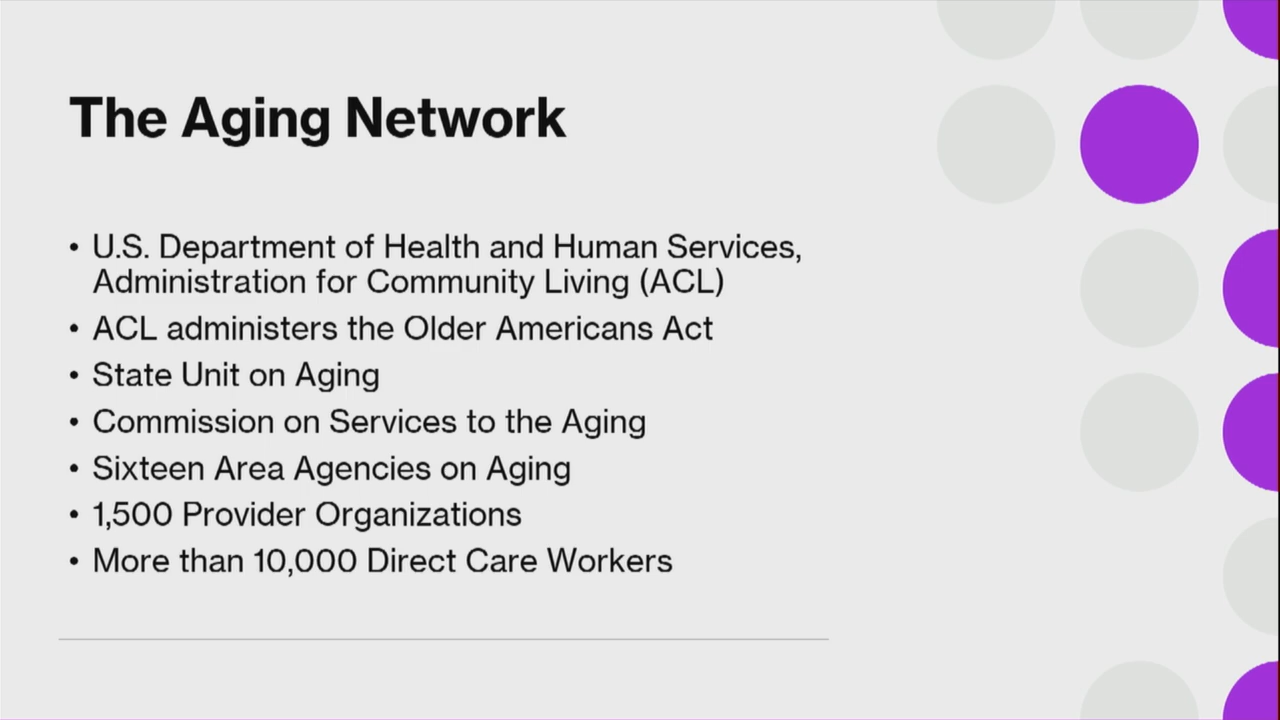 The Aging Network
• U.S. Department of Health and Human Services,
Administration for Community Living (ACL)
• ACL administers the Older Americans Act
• State Unit on Aging
• Commission on Services to the Aging
• Sixteen Area Agencies on Aging
• 1,500 Provider Organizations
• More than 10,000 Direct Care Workers